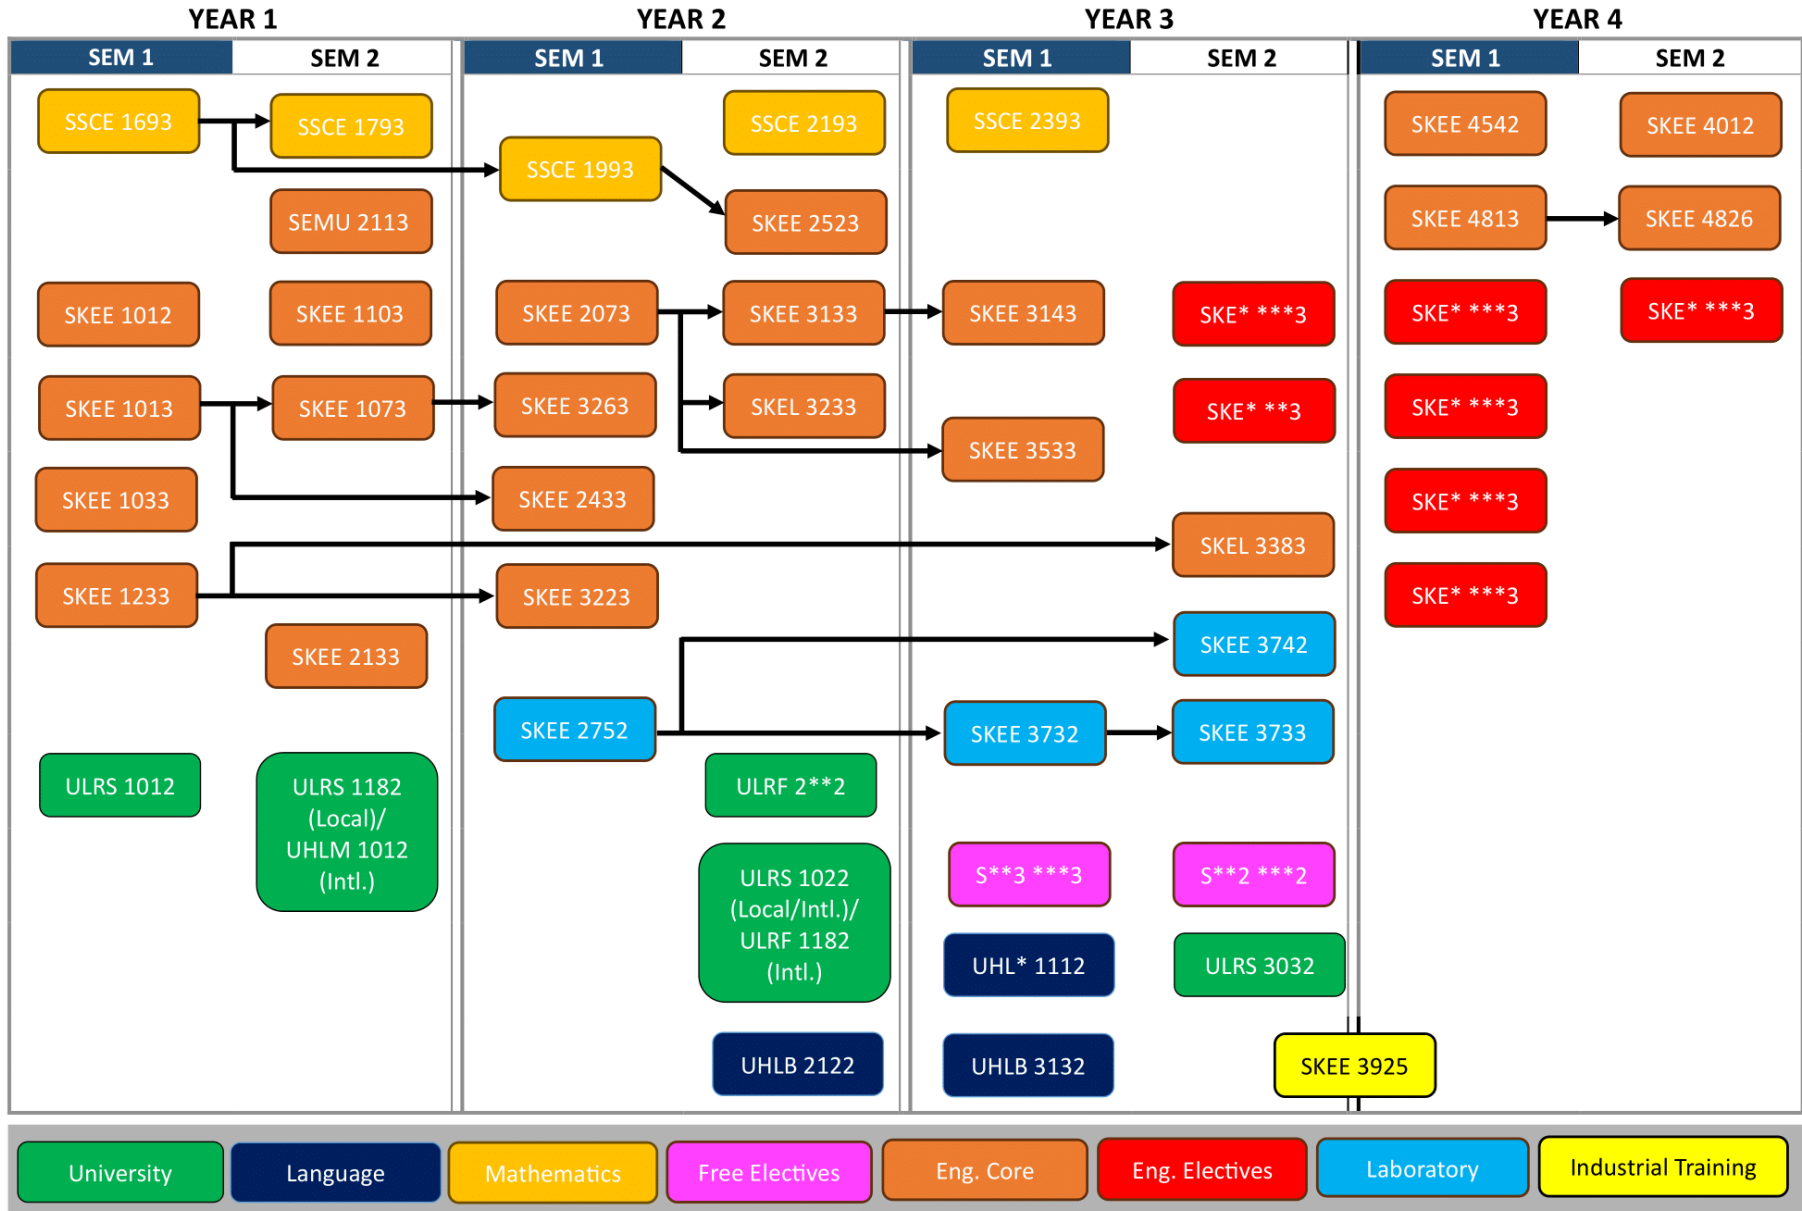 YEAR 1
YEAR 2
YEAR 3
YEAR 4
SEM 1
SEM 2
SEM 1
SEM 2
SEM 1
SEM 2
SEM 1
SEM 2
SSCE 1693
SSCE 1793
SSCE 1993
SSCE 2193
SSCE 2393
SKEE 4542
SKEE 4012
SEMU 2113
SKEE 2523
SKEE 4813
SKEE 4826
SKEE 1012
SKEE 1103
SKEE 2073
SKEE 3133
SKEE 3143
SKE* ***3
SKE* ***3
SKE* ***3
SKEE 1013
SKEE 1073
SKEE 3263
SKEL 3233
SKEE 3533
SKE* **3
SKE* ***3
SKEE 1033
SKEE 2433
SKE* ***3
SKEL 3383
SKEE 1233
SKEE 3223
SKE* ***3
SKEE 2133
SKEE 3742
SKEE 2752
SKEE 3732
SKEE 3733
ULRS 1012
ULRS 1182
(Local)/
UHLM 1012
(Intl.)
ULRF 2**2
ULRS 1022
(Local/Intl.)/
ULRF 1182
(Intl.)
S**3 ***3
S**2 ***2
UHL* 1112
ULRS 3032
UHLB 2122
UHLB 3132
SKEE 3925
University
Language
Mathematics
Free Electives
Eng. Core
Eng. Electives
Laboratory
Industrial Training